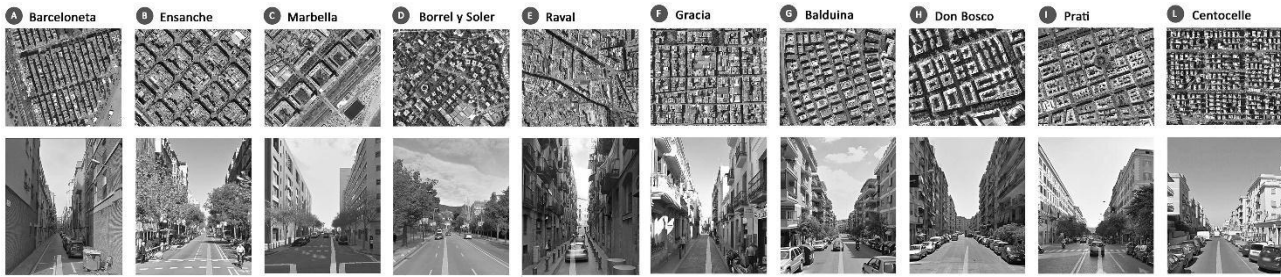 A Barceloneta
B Ensanche
C Marbella
D Borrel y Soler
E Raval
F Gracia
G Balduina
H Don Bosco
I Prati
L Centocelle